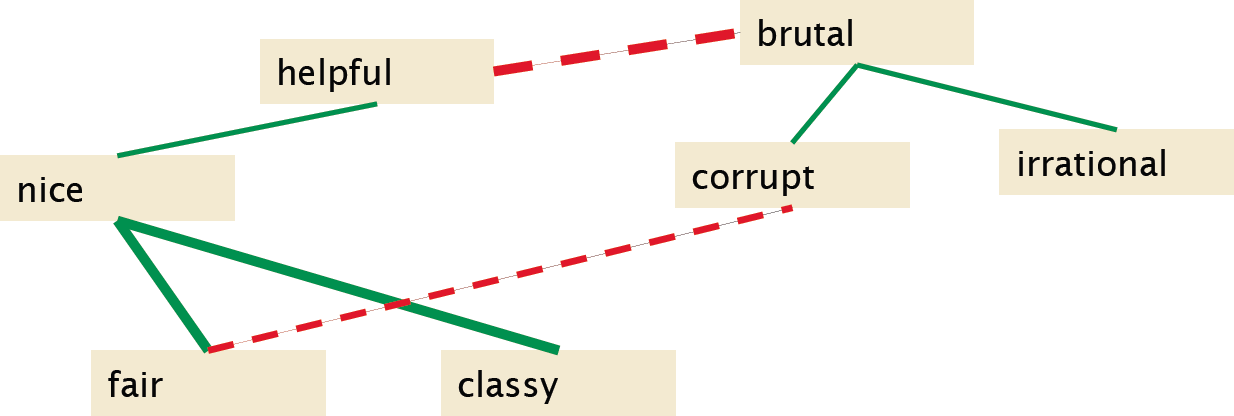 brutal
helpful
corrupt
irrational
nice
fair
classy